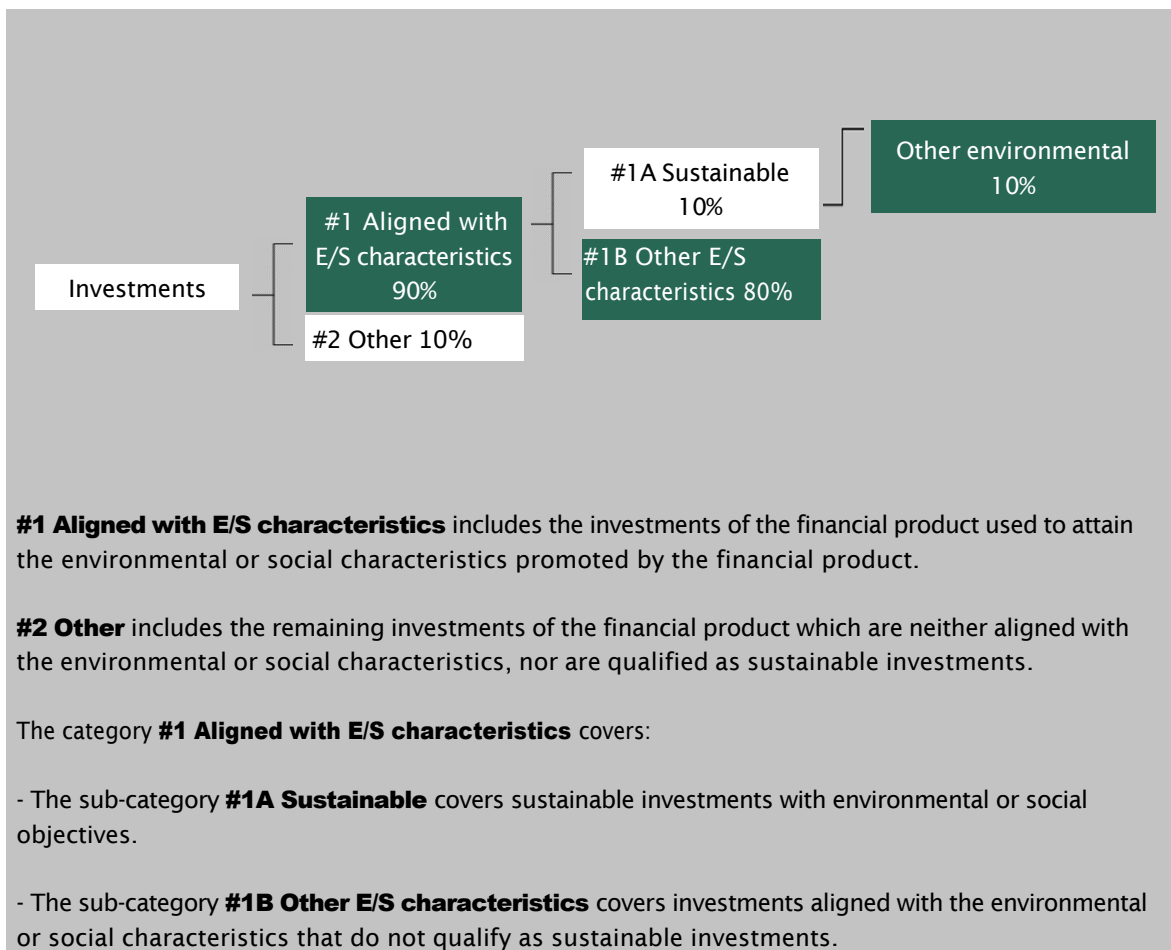 Investments
#1 Aligned with
E/S characteristics
90%
#2 Other 10%
#1A Sustainable
10%
#1B Other E/S
characteristics 80%
Other environmental
10%
#1 Aligned with E/S characteristics includes the investments of the financial product used to attain
the environmental or social characteristics promoted by the financial product.
#2 Other includes the remaining investments of the financial product which are neither aligned with
the environmental or social characteristics, nor are qualified as sustainable investments.
The category #1 Aligned with E/S characteristics covers:
- The sub-category #1A Sustainable covers sustainable investments with environmental or social
objectives.
- The sub-category #1B Other E/S characteristics covers investments aligned with the environmental
or social characteristics that do not qualify as sustainable investments.